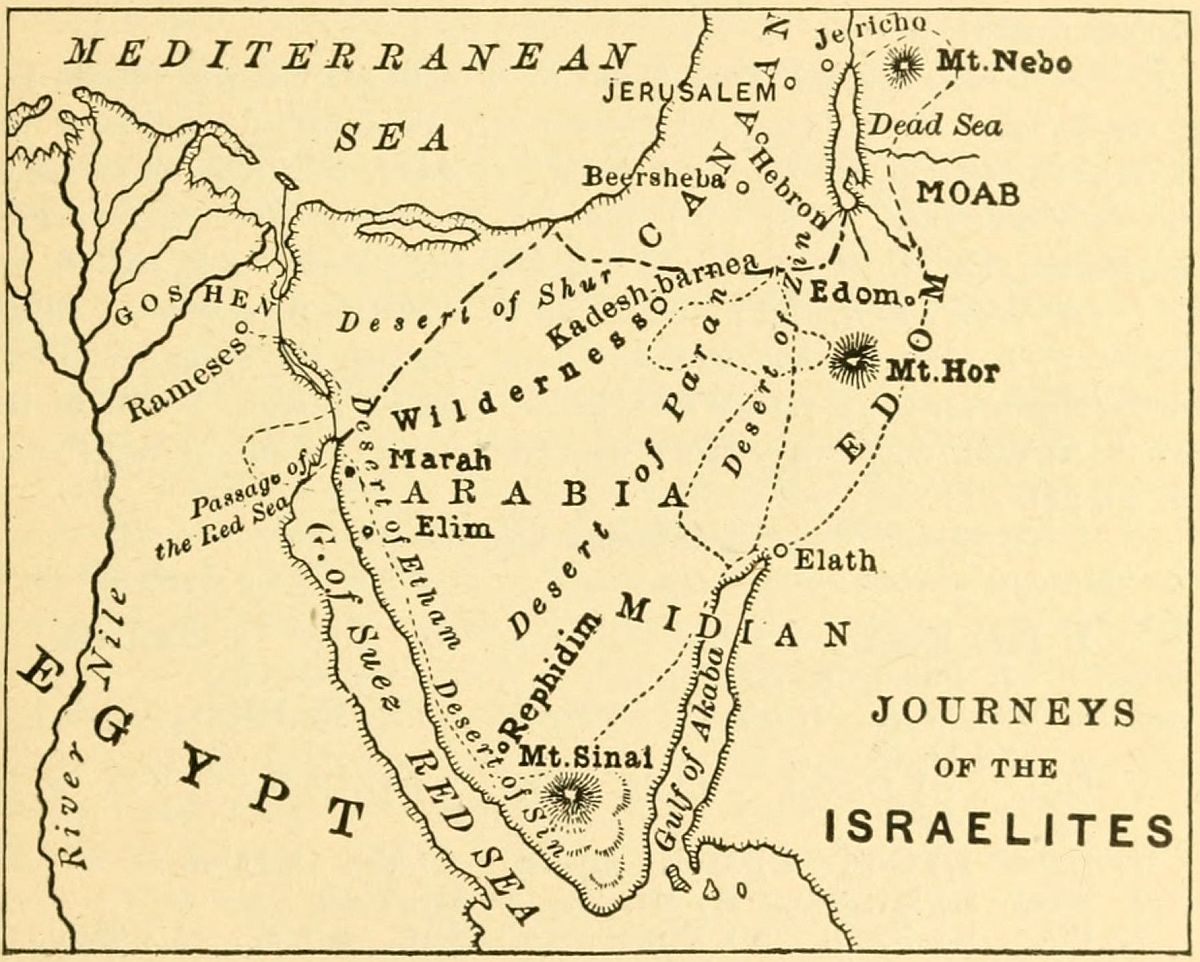 MEDITERRANEAN
SEA
Jericho
Mt. Nebo
JERUSALEM
Dead Sea
Hebron
Beersheba
CANAAN
MOAB
GOSHEN
Desert of Shur
Kadesh-barnea
Zin
Edom.
Rameses
Wilderness
of Paran
Desert of
Mt. Hor
EDOM
Marah
Passage of
the Red Sea
ARABIA
Elim
Desert of Etham
G. of Suez
Desert
Elath
MIDIAN
Rephidim
River Nile
EGYPT
Desert of Sin
Mt. Sinai
RED SEA
Gulf of Akaba
JOURNEYS
OF THE
ISRAELITES